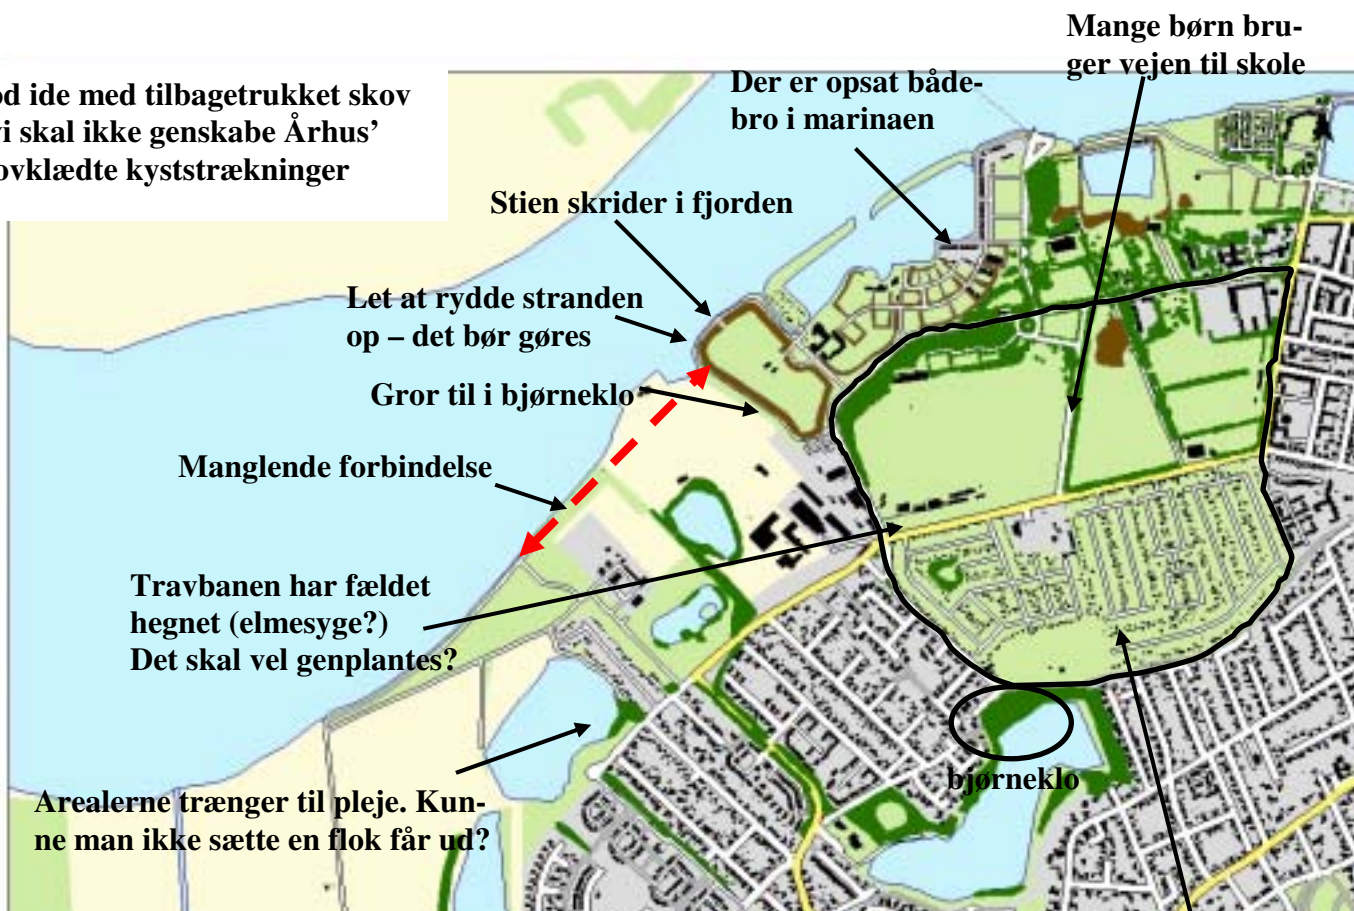 Mange børn bru-
ger vejen til skole
Der er opsat både-
bro i marinaen
ide med tilbagetrukket skov
skal ikke genskabe Århus’
kyststrækninger
Stien skrider i fjorden
Let at rydde stranden
op – det bør gøres
Gror til i bjørneklo
Manglende forbindelse
Travbanen har fældet
hegnet (elmesyge?)
Det skal vel genplantes?
bjørneklo
Arealerne trænger til pleje. Kun-
ne man ikke sætte en flok får ud?